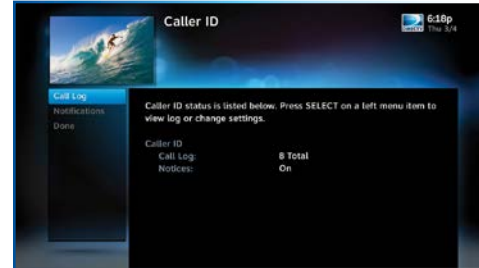 Caller ID
6:18p
Thu 3/4
Call Log
Notifications
Done
Caller ID status is listed below. Press SELECT on a left menu item to
view log or change settings.
Caller ID
Call Log: 8 Total
Notices: On